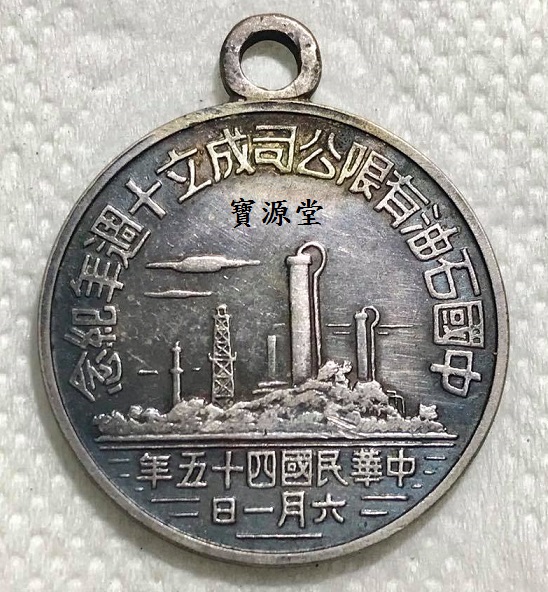 中國石油有限公司成立十週年紀念
寶源堂
中華民國四十五年
六月一日